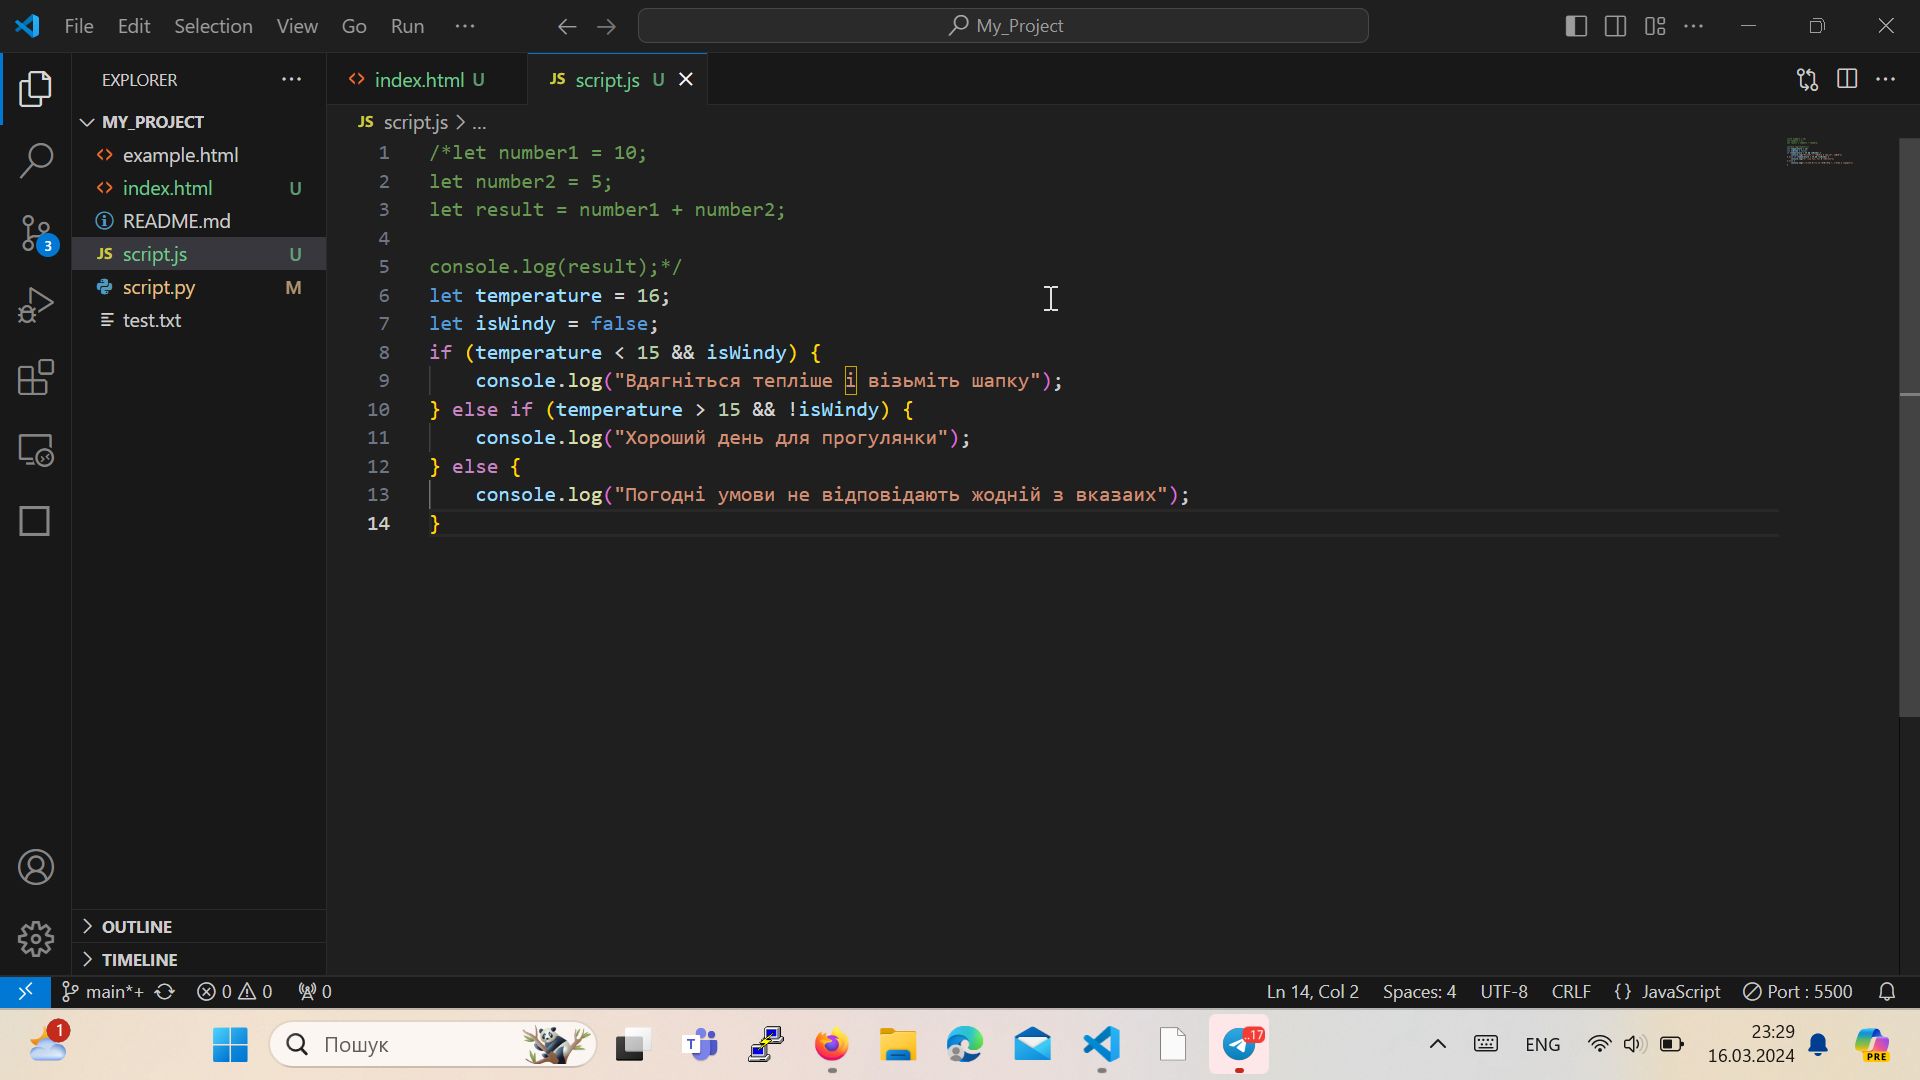 File Edit Selection View Go Run ···
My_Project
EXPLORER ···
index.html U
JS script.js U
MY_PROJECT
example.html
index.html U
README.md
JS script.js U
script.py M
test.txt
3
OUTLINE
TIMELINE
JS script.js > ...
1 /*let number1 = 10;
2 let number2 = 5;
3 let result = number1 + number2;
4
5 console.log(result);*/
6 let temperature = 16;
7 let isWindy = false;
8 if (temperature < 15 && isWindy) {
9 console.log("Вдягніться тепліше і візьміть шапку");
10 } else if (temperature > 15 && !isWindy) {
11 console.log("Хороший день для прогулянки");
12 } else {
13 console.log("Погодні умови не відповідають жодній з вказаих");
14 }
main*+ 0 0 0
Ln 14, Col 2 Spaces: 4 UTF-8 CRLF {} JavaScript Port : 5500
1
Пошук
T
..17
ENG
23:29
16.03.2024
PRE